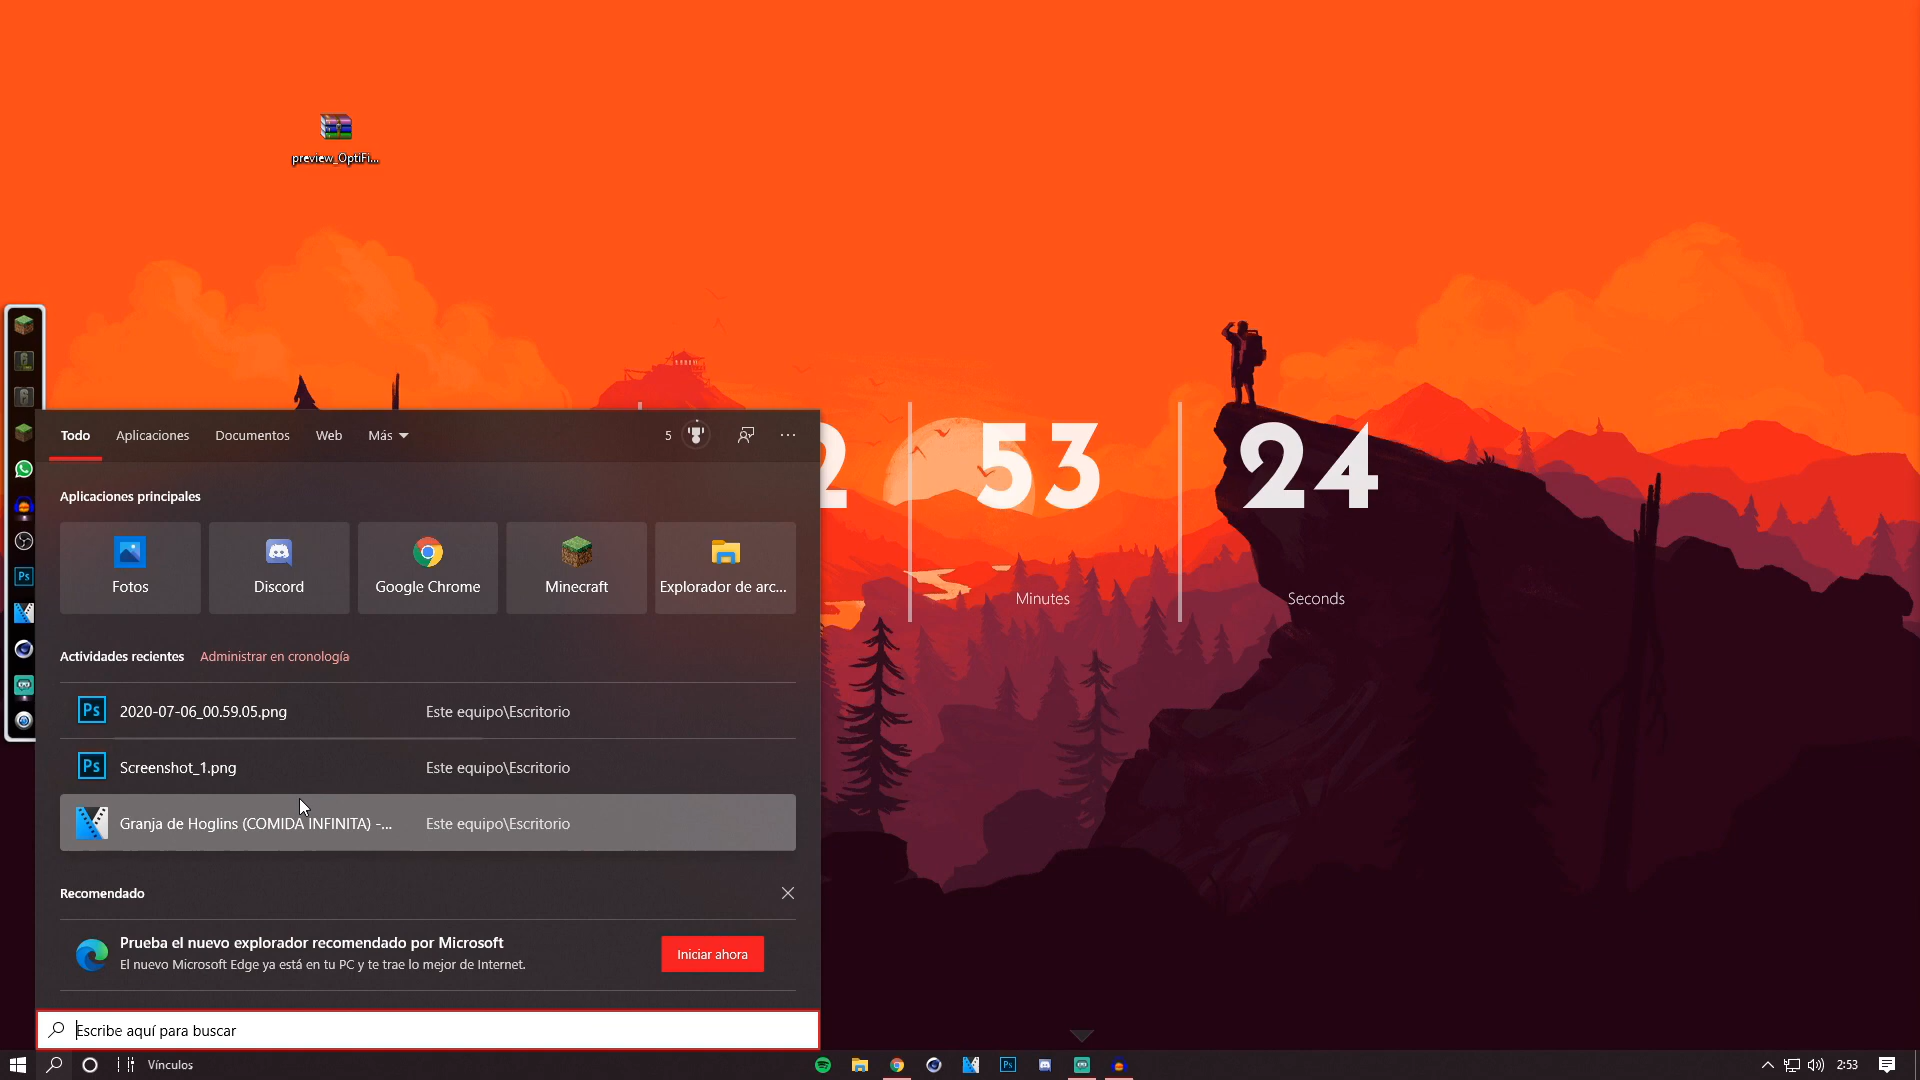 preview_OptiFi...
2 53 24
Minutes Seconds
Todo Aplicaciones Documentos Web Más 5
Aplicaciones principales
Fotos Discord Google Chrome Minecraft Explorador de arc...
Actividades recientes Administrar en cronología
Ps 2020-07-06_00.59.05.png Este equipo\Escritorio
Ps Screenshot_1.png Este equipo\Escritorio
Granja de Hoglins (COMIDA INFINITA) -... Este equipo\Escritorio
Recomendado
Prueba el nuevo explorador recomendado por Microsoft
El nuevo Microsoft Edge ya está en tu PC y te trae lo mejor de Internet.
Iniciar ahora
Escribe aquí para buscar
Vínculos Ps 2:53
Ps